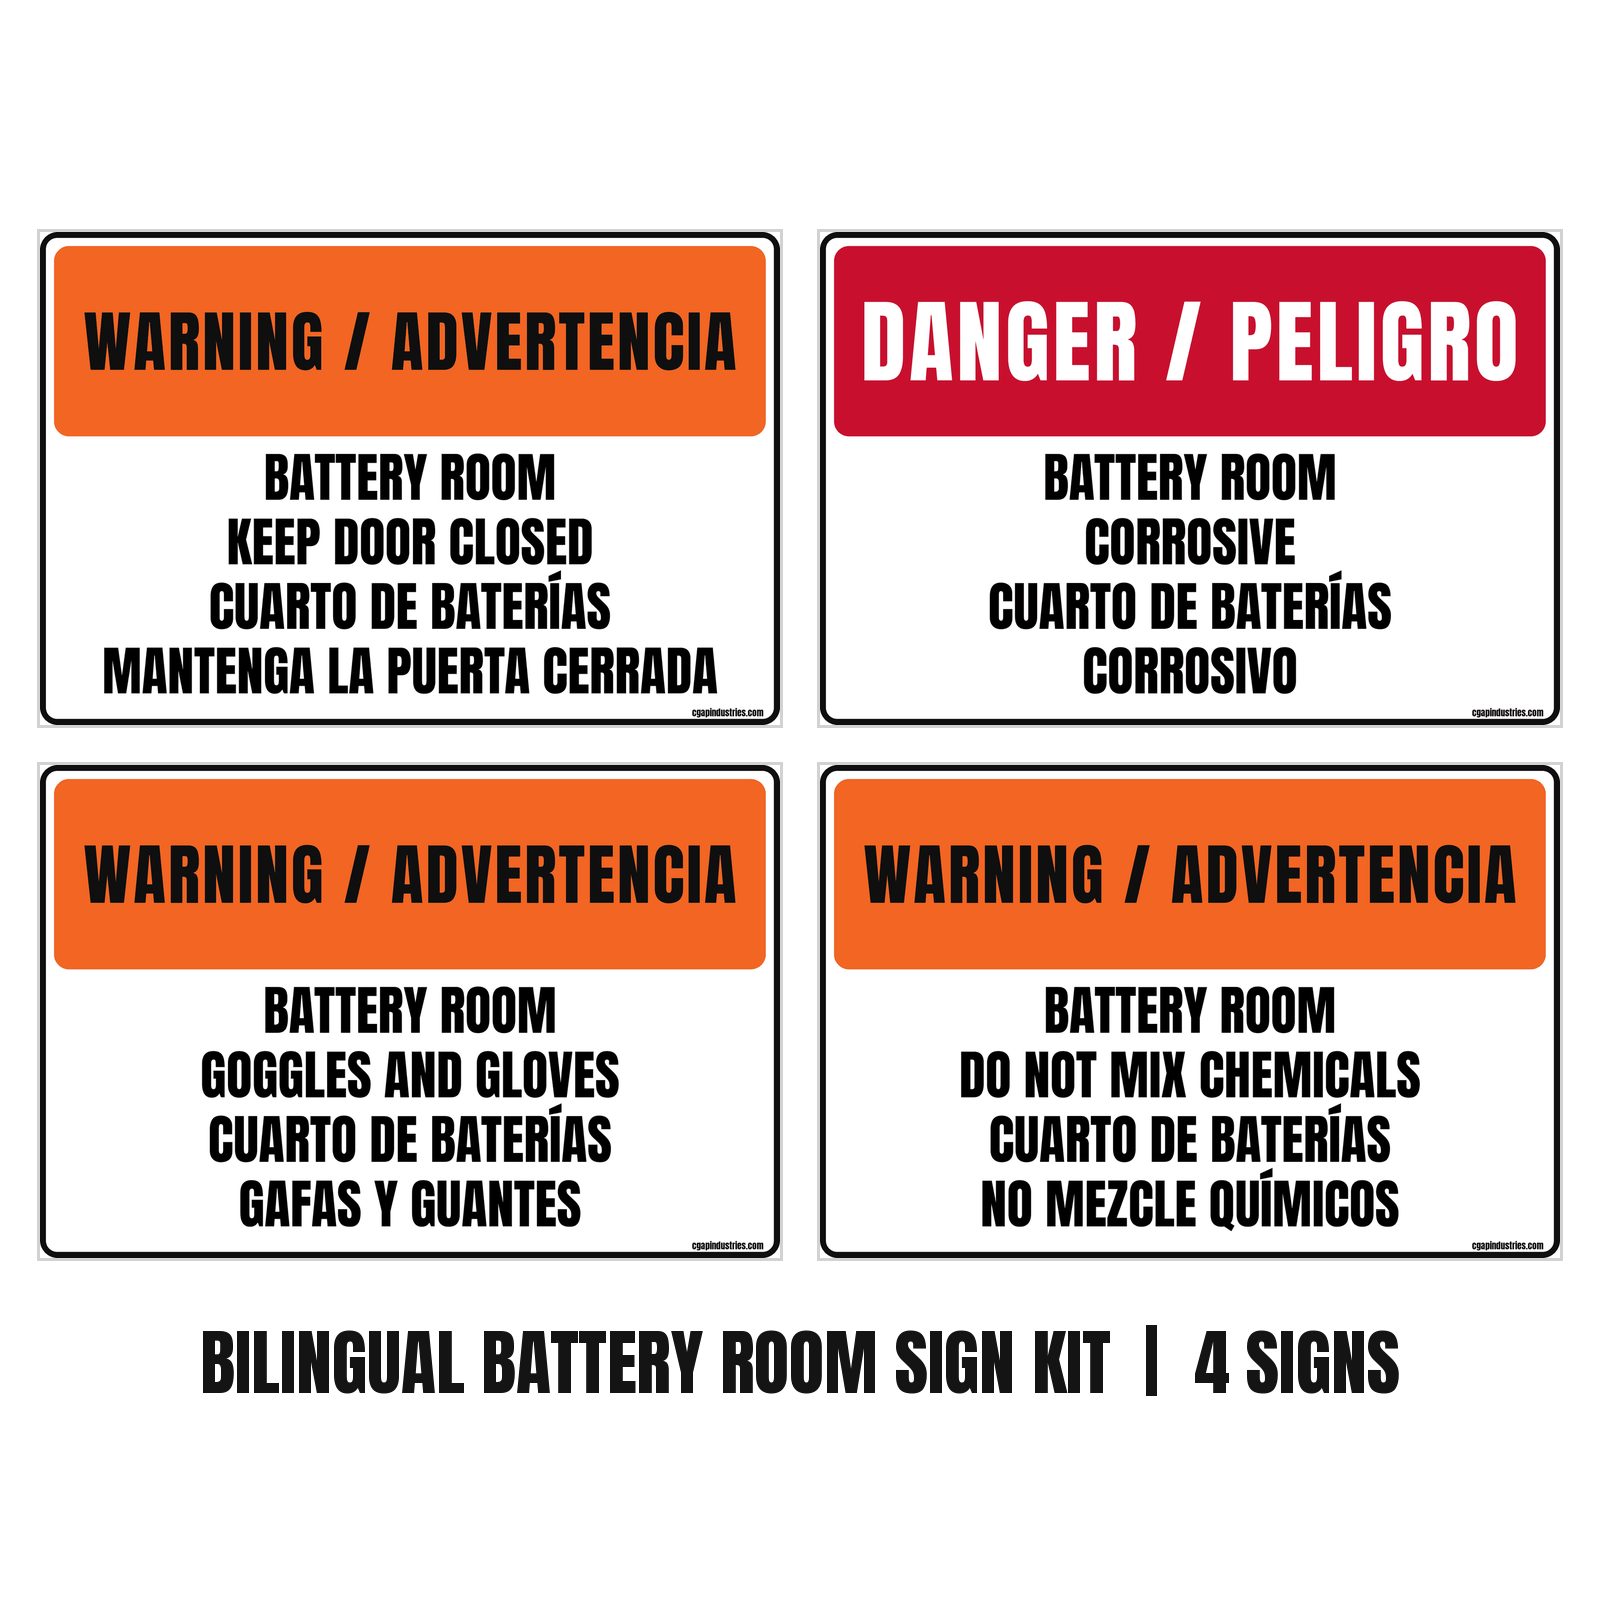 WARNING / ADVERTENCIA
BATTERY ROOM
KEEP DOOR CLOSED
CUARTO DE BATERÍAS
MANTENGA LA PUERTA CERRADA
cgapindustries.com
DANGER / PELIGRO
BATTERY ROOM
CORROSIVE
CUARTO DE BATERÍAS
CORROSIVO
cgapindustries.com
WARNING / ADVERTENCIA
BATTERY ROOM
GOGGLES AND GLOVES
CUARTO DE BATERÍAS
GAFAS Y GUANTES
cgapindustries.com
WARNING / ADVERTENCIA
BATTERY ROOM
DO NOT MIX CHEMICALS
CUARTO DE BATERÍAS
NO MEZCLE QUÍMICOS
cgapindustries.com
BILINGUAL BATTERY ROOM SIGN KIT | 4 SIGNS